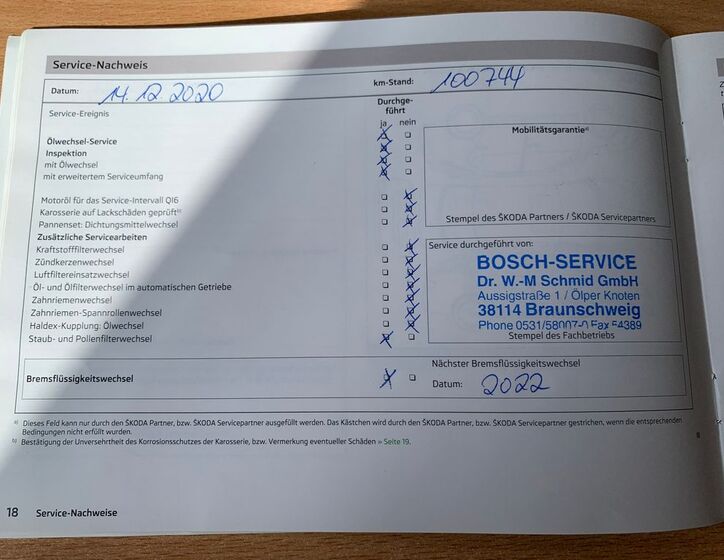 Service-Nachweis
Datum: 14.12.2020 km-Stand: 100744
Service-Ereignis
Durchge-
führt
ja nein
Ölwechsel-Service
Inspektion
mit Ölwechsel
mit erweitertem Serviceumfang
Mobilitätsgarantie a)
Stempel des ŠKODA Partners / ŠKODA Servicepartners
Motoröl für das Service-Intervall QI6
Karosserie auf Lackschäden geprüft b)
Pannenset: Dichtungsmittelwechsel
Zusätzliche Servicearbeiten
Kraftstofffilterwechsel
Zündkerzenwechsel
Luftfiltereinsatzwechsel
Öl- und Ölfilterwechsel im automatischen Getriebe
Zahnriemenwechsel
Zahnriemen-Spannrollenwechsel
Haldex-Kupplung: Ölwechsel
Staub- und Pollenfilterwechsel
Service durchgeführt von:
BOSCH-SERVICE
Dr. W.-M Schmid GmbH
Aussigstraße 1 / Ölper Knoten
38114 Braunschweig
Phone 0531/58007-0 Fax
Stempel des Fachbetriebs
Bremsflüssigkeitswechsel
Nächster Bremsflüssigkeitswechsel
Datum: 2022
a) Dieses Feld kann nur durch den ŠKODA Partner, bzw. ŠKODA Servicepartner ausgefüllt werden. Das Kästchen wird durch den ŠKODA Partner, bzw. ŠKODA Servicepartner gestrichen, wenn die entsprechenden
Bedingungen nicht erfüllt wurden.
b) Bestätigung der Unversehrtheit des Korrosionsschutzes der Karosserie, bzw. Vermerkung eventueller Schäden » Seite 19.
18 Service-Nachweise